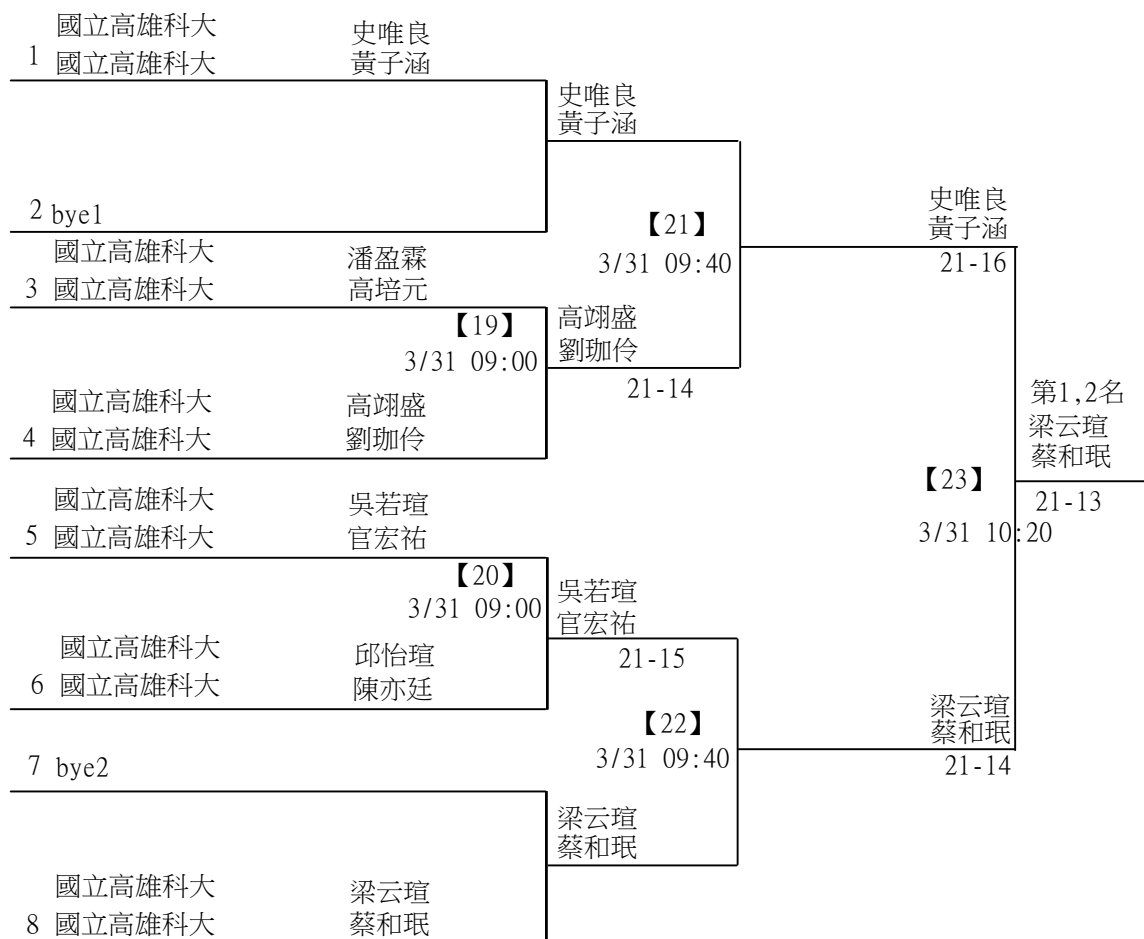 國立高雄科大 史唯良
1 國立高雄科大 黃子涵
史唯良
黃子涵
2 bye1
【21】
3/31 09:40
史唯良
黃子涵
21-16
國立高雄科大 潘盈霖
3 國立高雄科大 高培元
【19】
3/31 09:00
高翊盛
劉珈伶
21-14
國立高雄科大 高翊盛
4 國立高雄科大 劉珈伶
第1,2名
梁云瑄
蔡和珉
21-13
【23】
3/31 10:20
國立高雄科大 吳若瑄
5 國立高雄科大 官宏祐
【20】
3/31 09:00
吳若瑄
官宏祐
21-15
國立高雄科大 邱怡瑄
6 國立高雄科大 陳亦廷
【22】
3/31 09:40
梁云瑄
蔡和珉
21-14
7 bye2
梁云瑄
蔡和珉
國立高雄科大 梁云瑄
8 國立高雄科大 蔡和珉